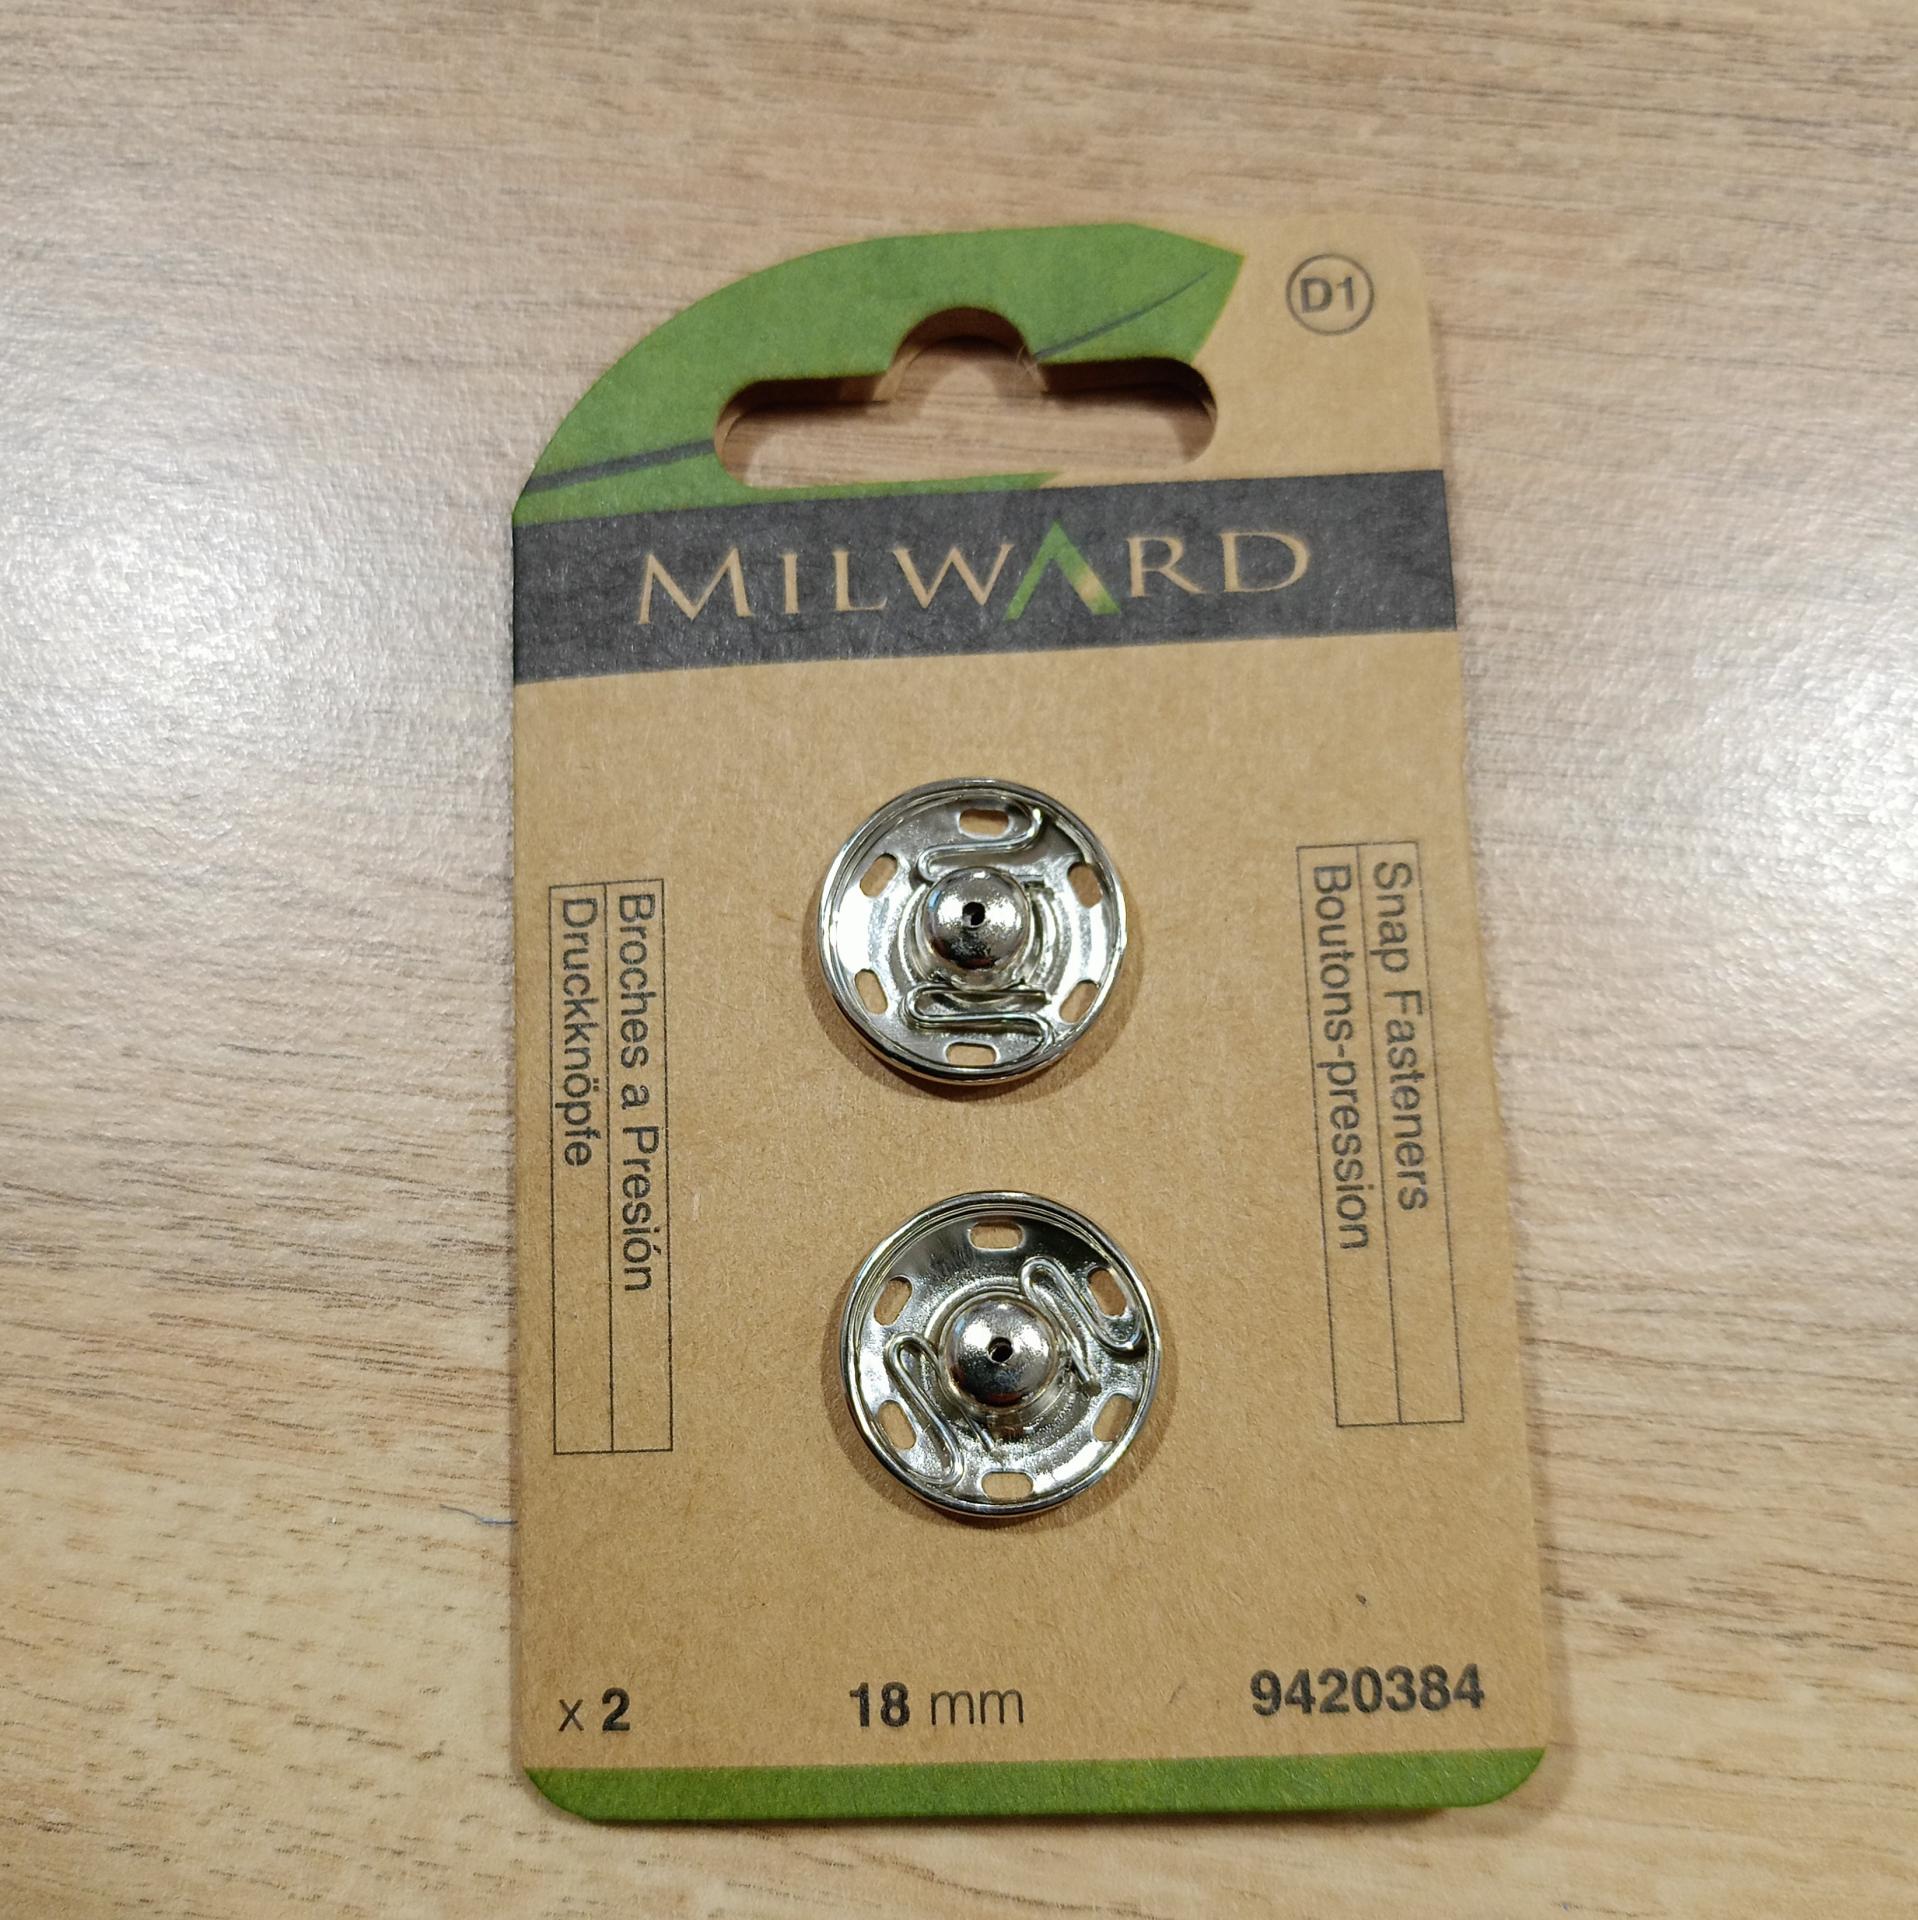 D1
MILWARD
Snap Fasteners
Boutons-pression
Broches a Presión
Druckknöpfe
x 2
18 mm
9420384